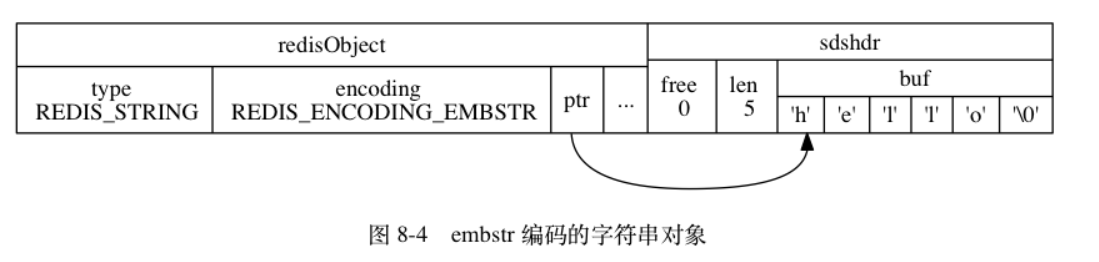 redisObject
sdshdr
type
REDIS_STRING
encoding
REDIS_ENCODING_EMBSTR
ptr
...
free
0
len
5
buf
'h' 'e' 'l' 'l' 'o' '\0'
图 8-4 embstr 编码的字符串对象